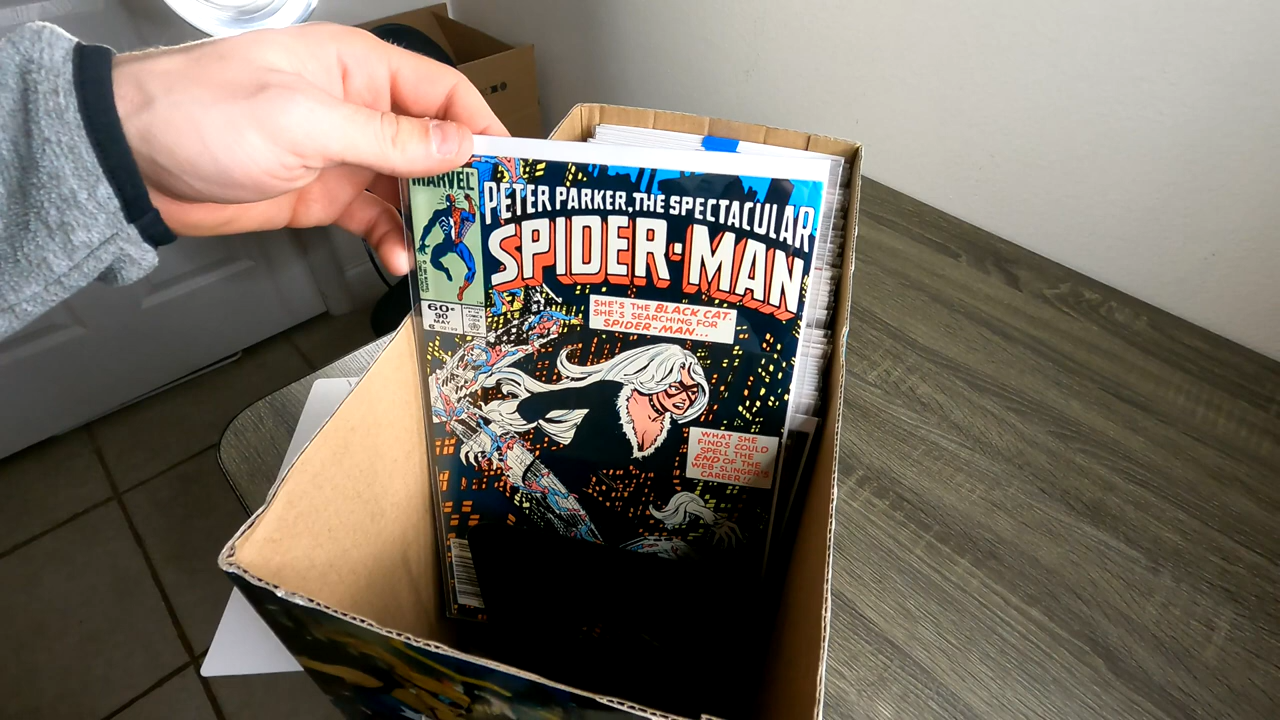 MARVEL
PETER PARKER, THE SPECTACULAR
SPIDER-MAN
60¢
90
MAY
02199
SHE'S THE BLACK CAT.
SHE'S SEARCHING FOR
SPIDER-MAN...
WHAT SHE
FINDS COULD
SPELL THE
END OF THE
WEB-SLINGER'S
CAREER!!